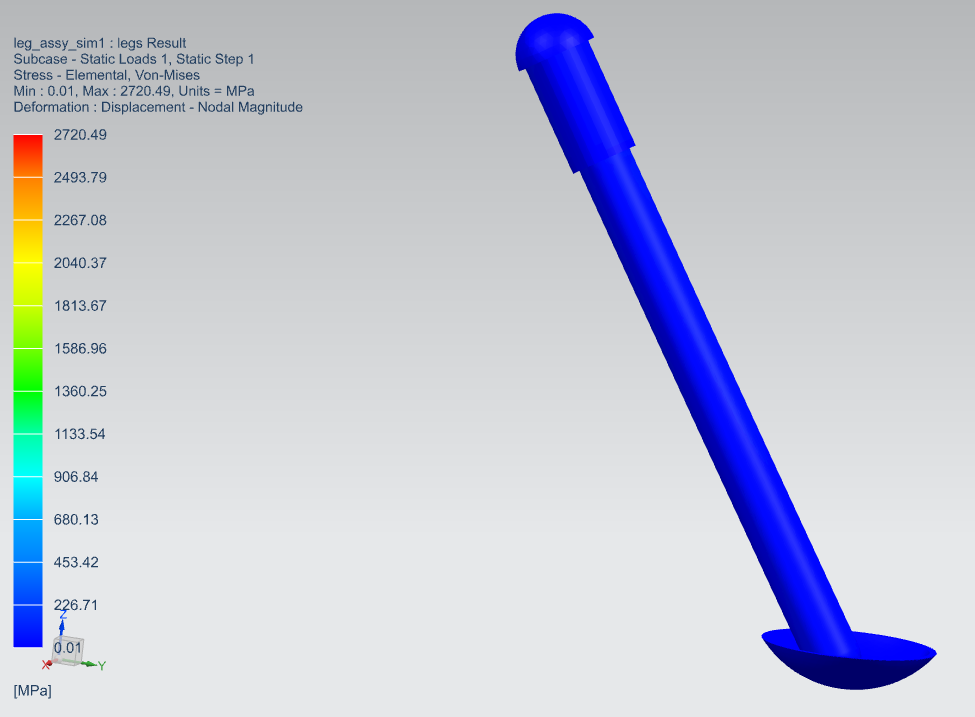 leg_assy_sim1 : legs Result
Subcase - Static Loads 1, Static Step 1
Stress - Elemental, Von-Mises
Min : 0.01, Max : 2720.49, Units = MPa
Deformation : Displacement - Nodal Magnitude
2720.49
2493.79
2267.08
2040.37
1813.67
1586.96
1360.25
1133.54
906.84
680.13
453.42
226.71
Z
0.01
X
Y
[MPa]